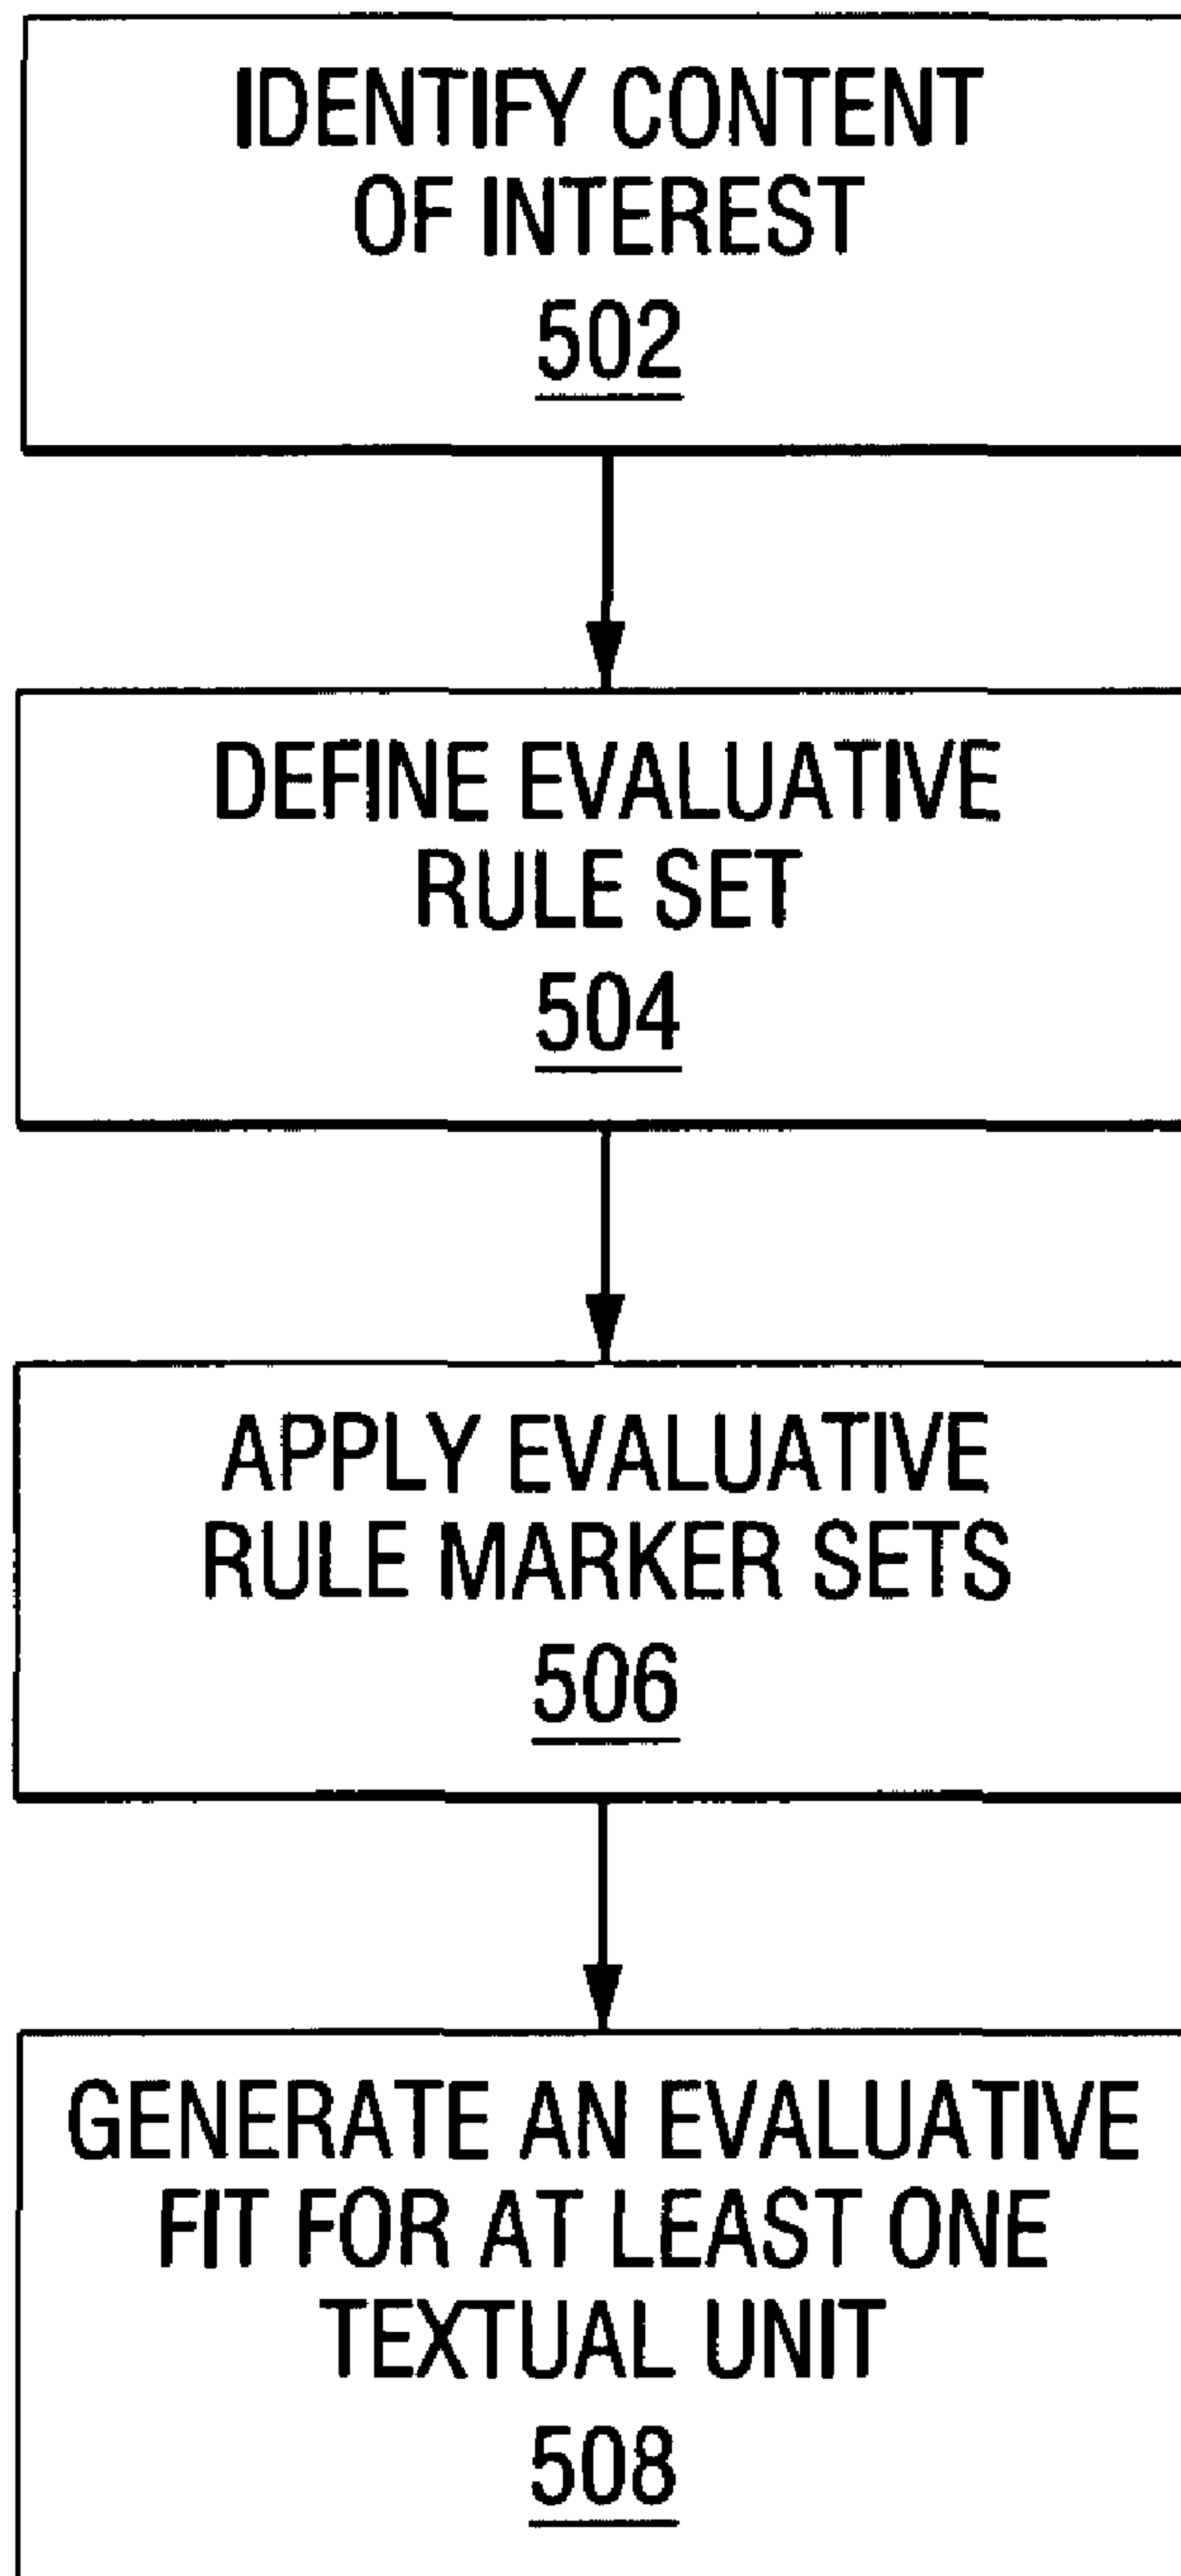 IDENTIFY CONTENT
OF INTEREST
502
DEFINE EVALUATIVE
RULE SET
504
APPLY EVALUATIVE
RULE MARKER SETS
506
GENERATE AN EVALUATIVE
FIT FOR AT LEAST ONE
TEXTUAL UNIT
508